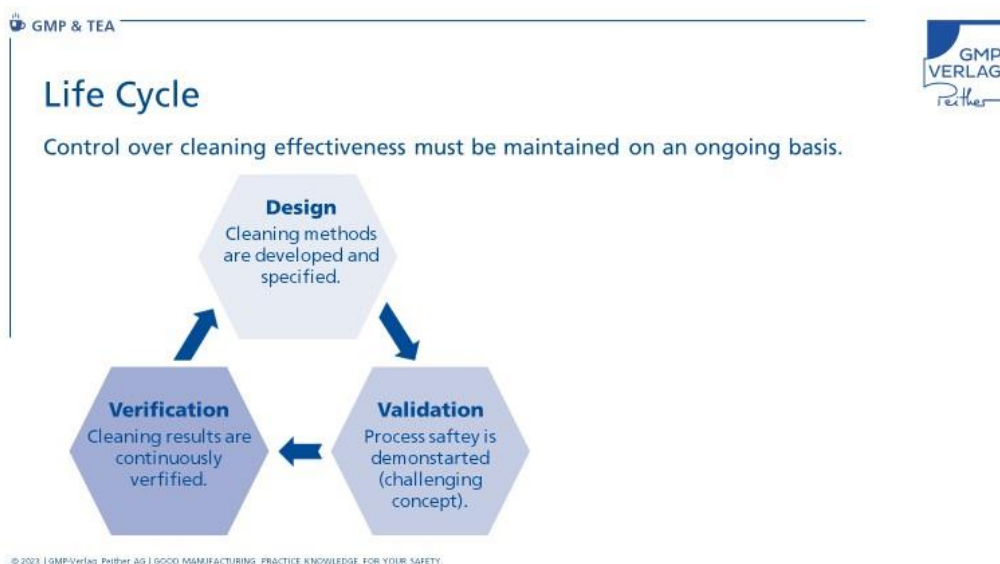 GMP & TEA
GMP
VERLAG
Peither
Life Cycle
Control over cleaning effectiveness must be maintained on an ongoing basis.
Design
Cleaning methods
are developed and
specified.
Verification
Cleaning results are
continuously
verfified.
Validation
Process saftey is
demonstarted
(challenging
concept).
© 2023 | GMP-Verlag Peither AG | GOOD MANUFACTURING PRACTICE KNOWLEDGE FOR YOUR SAFETY.